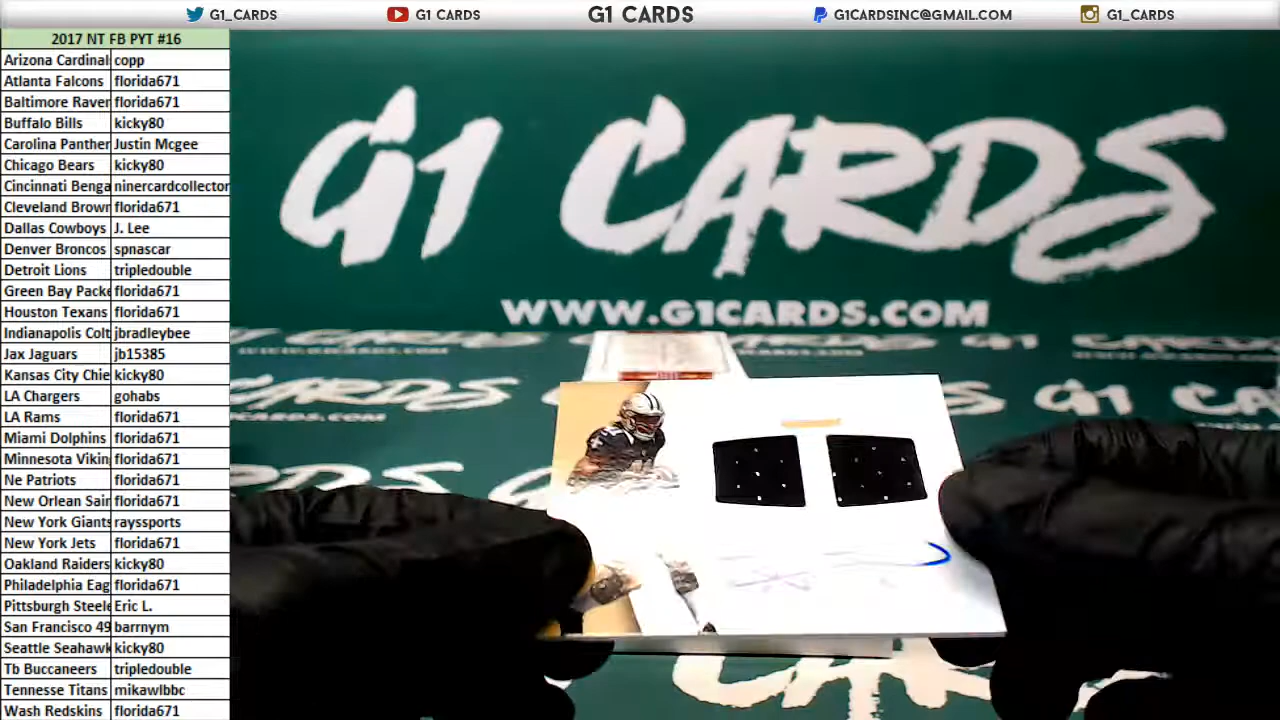 G1_CARDS G1 CARDS G1 CARDS G1CARDSINC@GMAIL.COM G1_CARDS
2017 NT FB PYT #16
Arizona Cardinal copp
Atlanta Falcons florida671
Baltimore Raver florida671
Buffalo Bills kicky80
Carolina Panther Justin Mcgee
Chicago Bears kicky80
Cincinnati Benga ninercardcollector
Cleveland Brown florida671
Dallas Cowboys J. Lee
Denver Broncos spnascar
Detroit Lions tripledouble
Green Bay Packe florida671
Houston Texans florida671
Indianapolis Colt jbradleybee
Jax Jaguars jb15385
Kansas City Chie kicky80
LA Chargers gohabs
LA Rams florida671
Miami Dolphins florida671
Minnesota Vikin florida671
Ne Patriots florida671
New Orlean Sain florida671
New York Giants rayssports
New York Jets florida671
Oakland Raiders kicky80
Philadelphia Eag florida671
Pittsburgh Steele Eric L.
San Francisco 49 barrnym
Seattle Seahawk kicky80
Tb Buccaneers tripledouble
Tennesse Titans mikawlbbc
Wash Redskins florida671
G1 CARDS
WWW.G1CARDS.COM